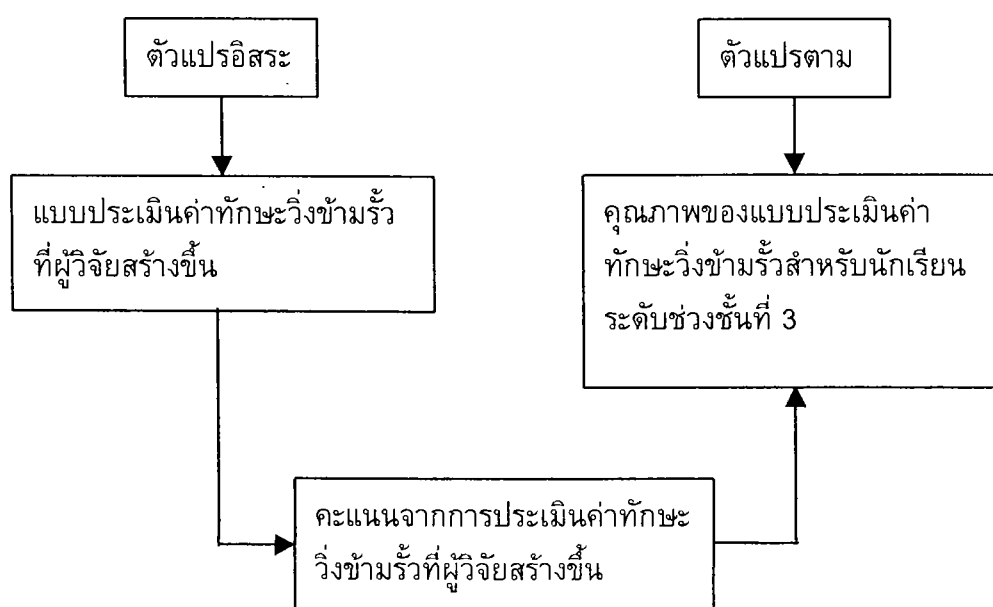 ตัวแปรอิสระ
ตัวแปรตาม
แบบประเมินค่าทักษะวิ่งข้ามรั้ว
ที่ผู้วิจัยสร้างขึ้น
คุณภาพของแบบประเมินค่า
ทักษะวิ่งข้ามรั้วสำหรับนักเรียน
ระดับช่วงชั้นที่ 3
คะแนนจากการประเมินค่าทักษะ
วิ่งข้ามรั้วที่ผู้วิจัยสร้างขึ้น